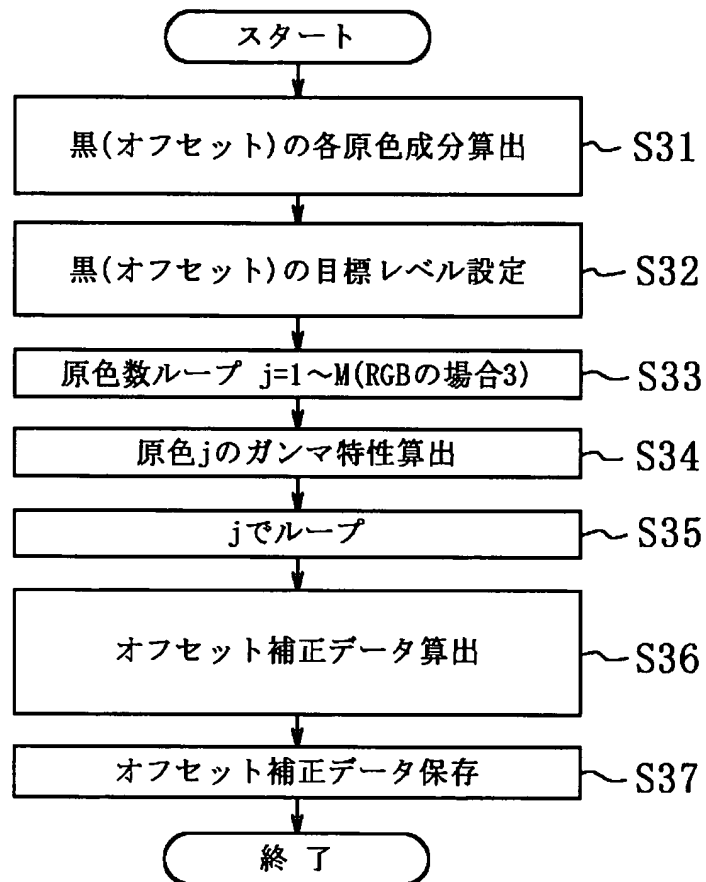 スタート
黒(オフセット)の各原色成分算出 S31
黒(オフセット)の目標レベル設定 S32
原色数ループ j=1～M(RGBの場合3) S33
原色jのガンマ特性算出 S34
jでループ S35
オフセット補正データ算出 S36
オフセット補正データ保存 S37
終 了